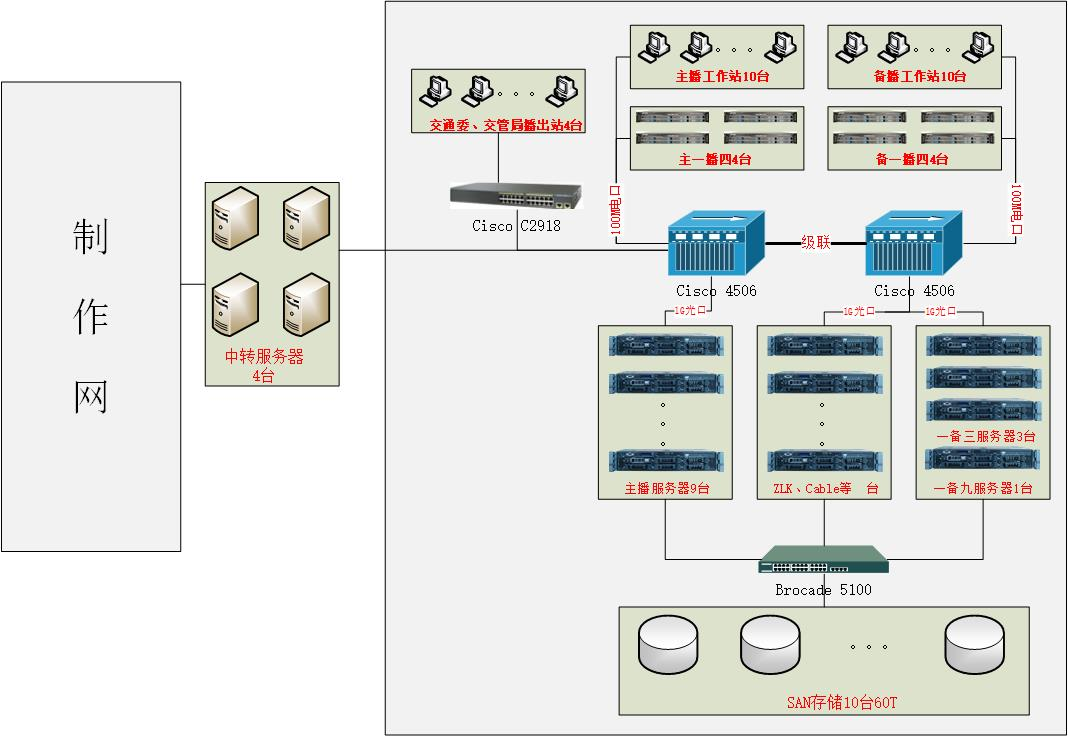 制
作
网
中转服务器
4台
交通委、交管局播出站4台
Cisco C2918
主播工作站10台
备播工作站10台
主一播四4台
备一播四4台
100M电口
100M电口
级联
Cisco 4506
Cisco 4506
1G光口
1G光口
1G光口
主播服务器9台
ZLK、Cable等 台
一备三服务器3台
一备九服务器1台
Brocade 5100
SAN存储10台60T